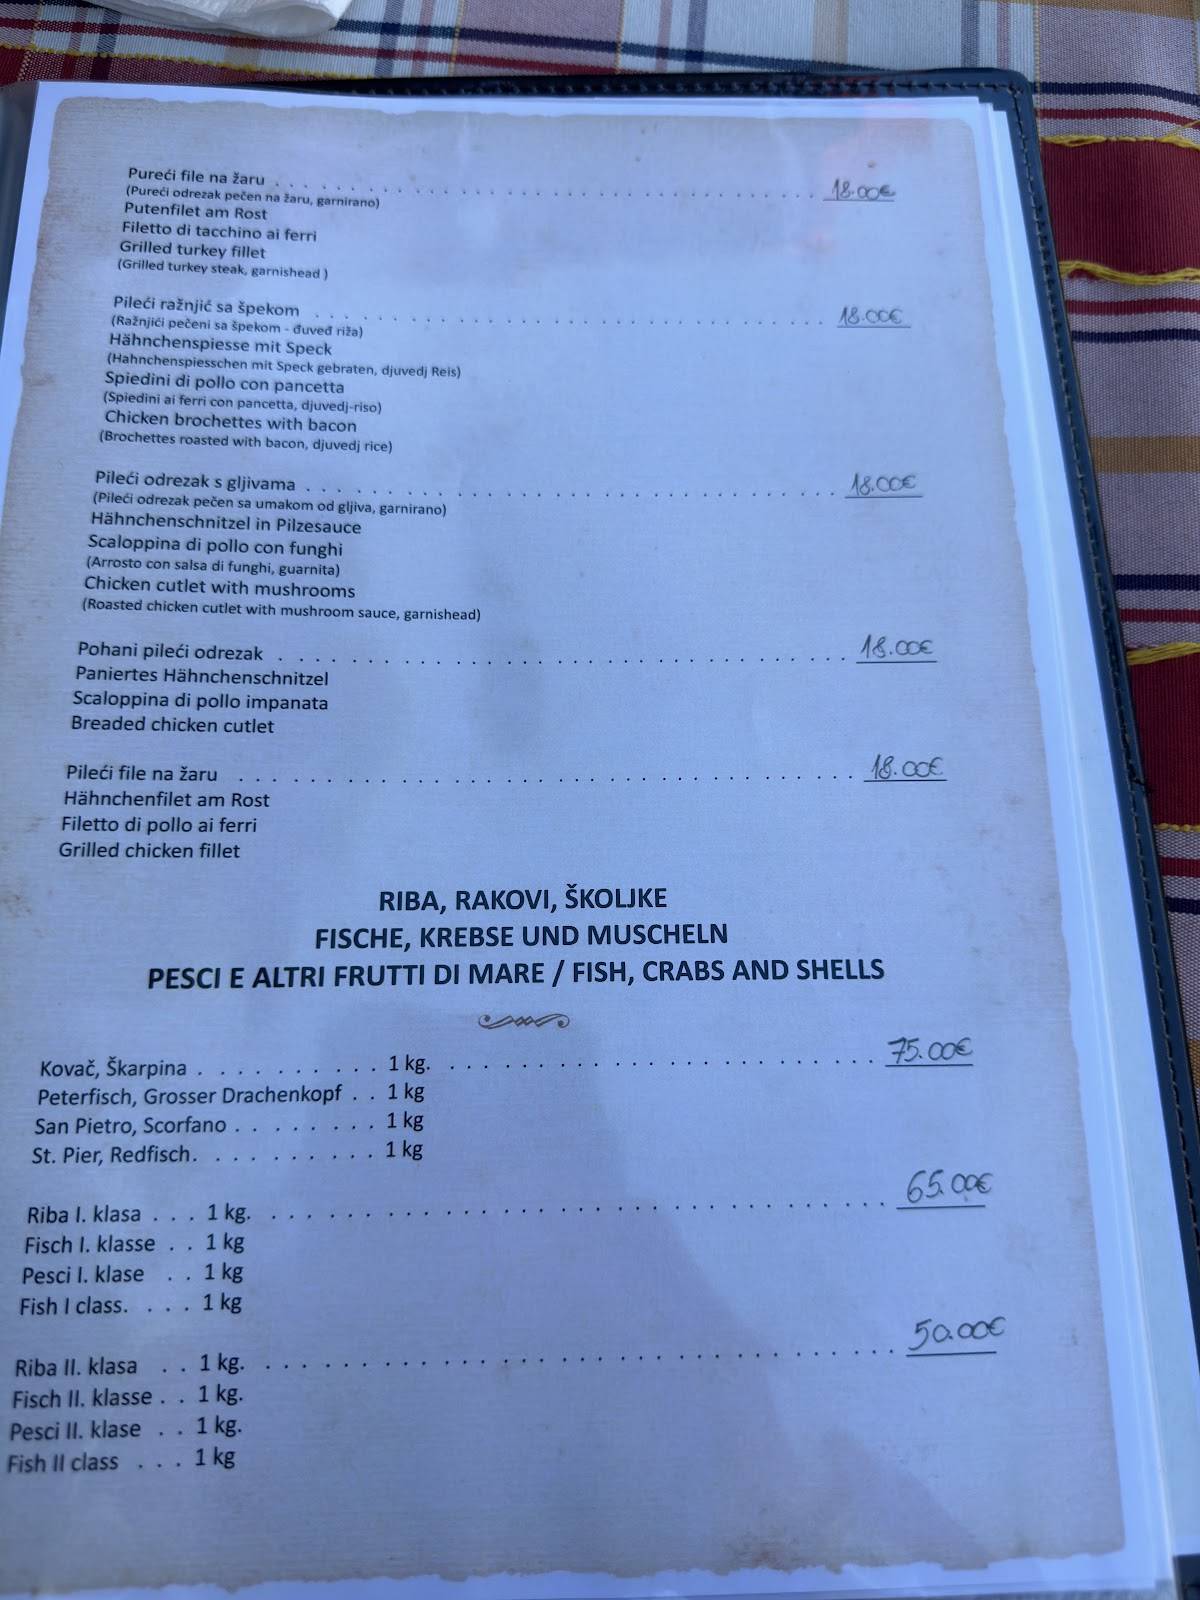 Pureći file na žaru . . . . . . . . . . . . . . . . . . . . . . . . . . . . 18.00€
(Pureći odrezak pečen na žaru, garnirano)
Putenfilet am Rost
Filetto di tacchino ai ferri
Grilled turkey fillet
(Grilled turkey steak, garnishead )
Pileći ražnjić sa špekom . . . . . . . . . . . . . . . . . . . . . . . . . . . . 18.00€
(Ražnjići pečeni sa špekom - đuveđ riža)
Hähnchenspiesse mit Speck
(Hahnchenspiesschen mit Speck gebraten, djuvedj Reis)
Spiedini di pollo con pancetta
(Spiedini ai ferri con pancetta, djuvedj-riso)
Chicken brochettes with bacon
(Brochettes roasted with bacon, djuvedj rice)
Pileći odrezak s gljivama . . . . . . . . . . . . . . . . . . . . . . . . . . . . 18.00€
(Pileći odrezak pečen sa umakom od gljiva, garnirano)
Hähnchenschnitzel in Pilzesauce
Scaloppina di pollo con funghi
(Arrosto con salsa di funghi, guarnita)
Chicken cutlet with mushrooms
(Roasted chicken cutlet with mushroom sauce, garnishead)
Pohani pileći odrezak . . . . . . . . . . . . . . . . . . . . . . . . . . . . 18.00€
Paniertes Hähnchenschnitzel
Scaloppina di pollo impanata
Breaded chicken cutlet
Pileći file na žaru . . . . . . . . . . . . . . . . . . . . . . . . . . . . 18.00€
Hähnchenfilet am Rost
Filetto di pollo ai ferri
Grilled chicken fillet
RIBA, RAKOVI, ŠKOLJKE
FISCHE, KREBSE UND MUSCHELN
PESCI E ALTRI FRUTTI DI MARE / FISH, CRABS AND SHELLS
Kovač, Škarpina . . . . . . . . . . 1 kg. . . . . . . . . . . . . . . . . . . . . 75.00€
Peterfisch, Grosser Drachenkopf . . 1 kg
San Pietro, Scorfano . . . . . . . . 1 kg
St. Pier, Redfisch. . . . . . . . . . 1 kg
Riba I. klasa . . . 1 kg. . . . . . . . . . . . . . . . . . . . . . . . . . . . 65.00€
Fisch I. klasse . . 1 kg
Pesci I. klase . . 1 kg
Fish I class. . . . 1 kg
Riba II. klasa . . 1 kg. . . . . . . . . . . . . . . . . . . . . . . . . . . . 50.00€
Fisch II. klasse . . 1 kg.
Pesci II. klase . . 1 kg.
Fish II class . . . 1 kg